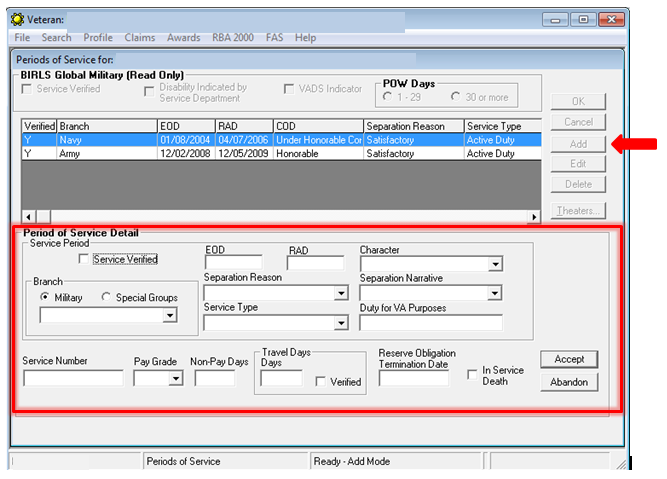 Veteran:
File Search Profile Claims Awards RBA 2000 FAS Help
Periods of Service for:
BIRLS Global Military (Read Only)
Service Verified
Disability Indicated by
Service Department
VADS Indicator
POW Days
1 - 29 30 or more
OK
Cancel
Add
Edit
Delete
Theaters...
Verified Branch EOD RAD COD Separation Reason Service Type
Y Navy 01/08/2004 04/07/2006 Under Honorable Cor Satisfactory Active Duty
Y Army 12/02/2008 12/05/2009 Honorable Satisfactory Active Duty
Period of Service Detail
Service Period
Service Verified
EOD RAD Character
Branch
Military Special Groups
Separation Reason Separation Narrative
Service Type Duty for VA Purposes
Service Number Pay Grade Non-Pay Days
Travel Days
Days
Verified
Reserve Obligation
Termination Date
In Service
Death
Accept
Abandon
Periods of Service Ready - Add Mode